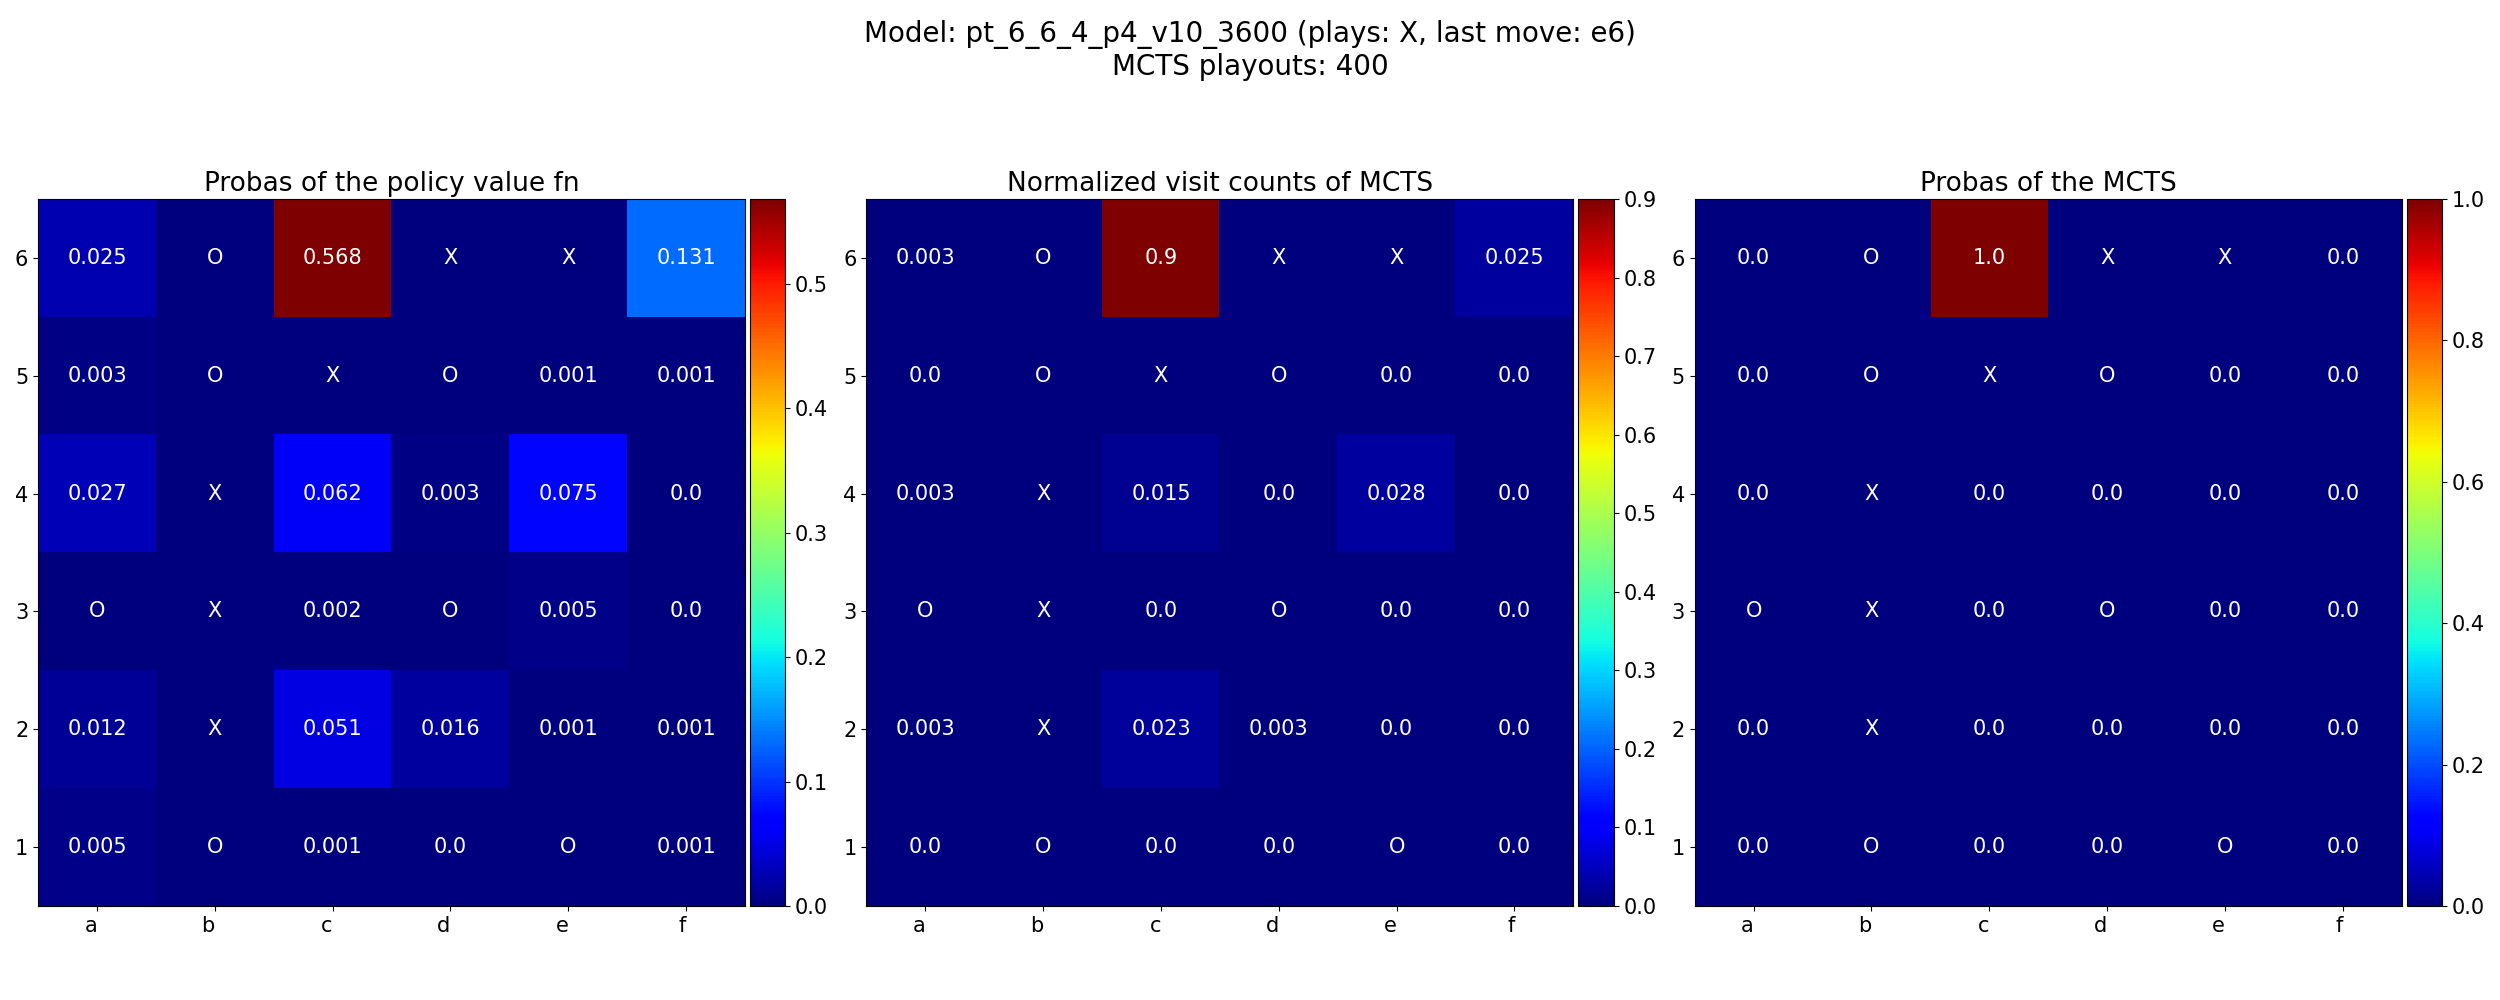 Model: pt_6_6_4_p4_v10_3600 (plays: X, last move: e6)
MCTS playouts: 400
Probas of the policy value fn
6 0.025 O 0.568 X X 0.131
5 0.003 O X O 0.001 0.001
4 0.027 X 0.062 0.003 0.075 0.0
3 O X 0.002 O 0.005 0.0
2 0.012 X 0.051 0.016 0.001 0.001
1 0.005 O 0.001 0.0 O 0.001
a b c d e f
0.5
0.4
0.3
0.2
0.1
0.0
Normalized visit counts of MCTS
6 0.003 O 0.9 X X 0.025
5 0.0 O X O 0.0 0.0
4 0.003 X 0.015 0.0 0.028 0.0
3 O X 0.0 O 0.0 0.0
2 0.003 X 0.023 0.003 0.0 0.0
1 0.0 O 0.0 0.0 O 0.0
a b c d e f
0.9
0.8
0.7
0.6
0.5
0.4
0.3
0.2
0.1
0.0
Probas of the MCTS
6 0.0 O 1.0 X X 0.0
5 0.0 O X O 0.0 0.0
4 0.0 X 0.0 0.0 0.0 0.0
3 O X 0.0 O 0.0 0.0
2 0.0 X 0.0 0.0 0.0 0.0
1 0.0 O 0.0 0.0 O 0.0
a b c d e f
1.0
0.8
0.6
0.4
0.2
0.0